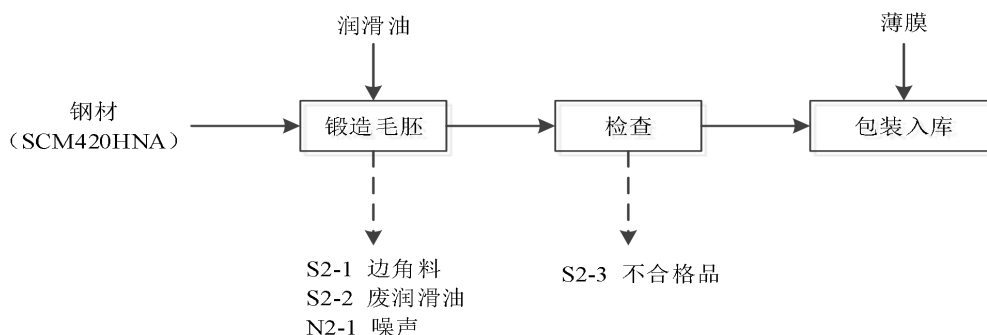 润滑油
薄膜
钢材
（SCM420HNA）
锻造毛胚
检查
包装入库
S2-1 边角料
S2-2 废润滑油
N2-1 噪声
S2-3 不合格品